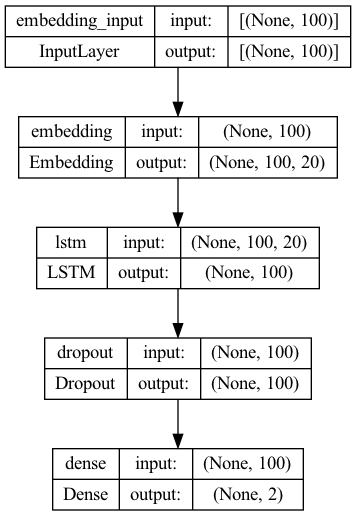 embedding_input input: [(None, 100)]
InputLayer output: [(None, 100)]
embedding input: (None, 100)
Embedding output: (None, 100, 20)
lstm input: (None, 100, 20)
LSTM output: (None, 100)
dropout input: (None, 100)
Dropout output: (None, 100)
dense input: (None, 100)
Dense output: (None, 2)